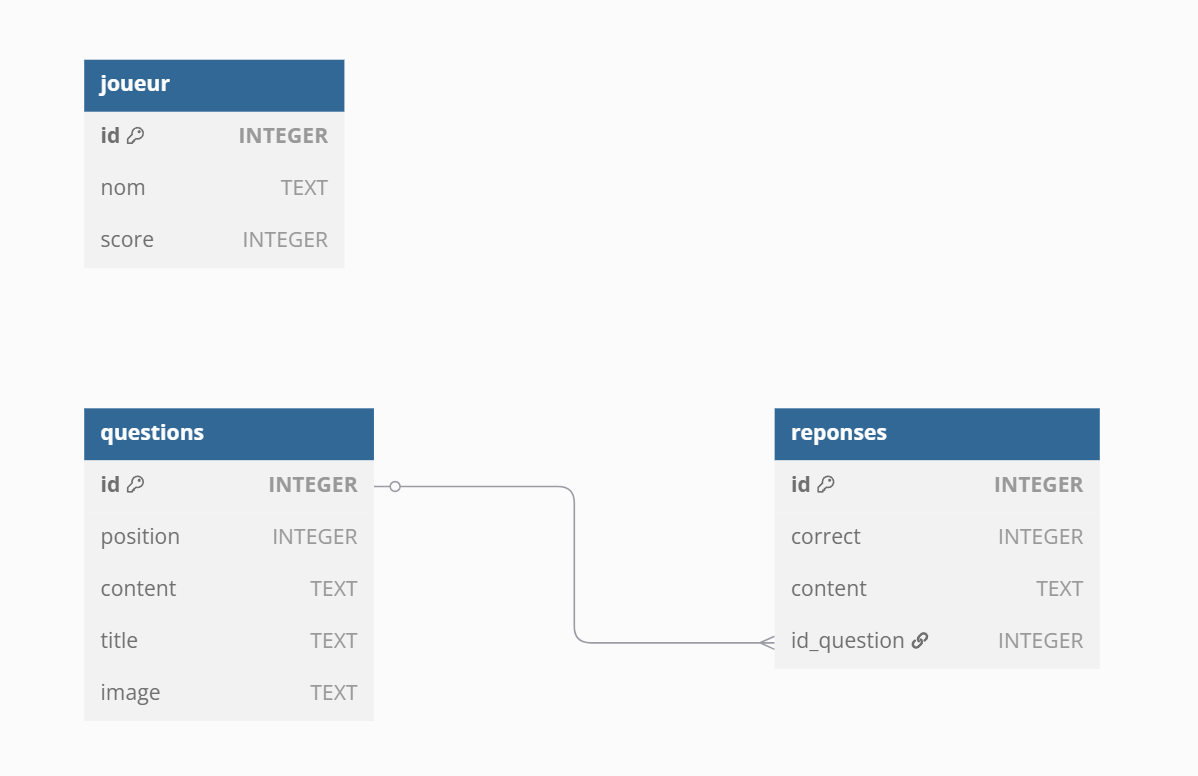 joueur
id INTEGER
nom TEXT
score INTEGER
questions
id INTEGER
position INTEGER
content TEXT
title TEXT
image TEXT
reponses
id INTEGER
correct INTEGER
content TEXT
id_question INTEGER